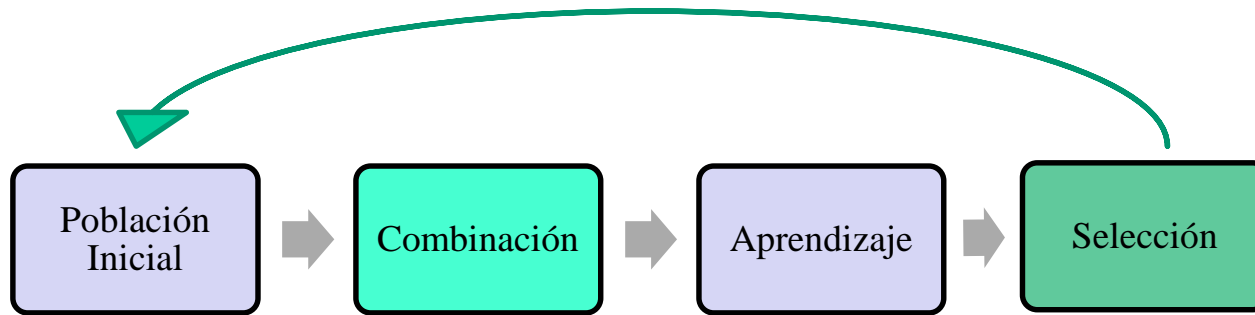 Población
Inicial
Combinación
Aprendizaje
Selección